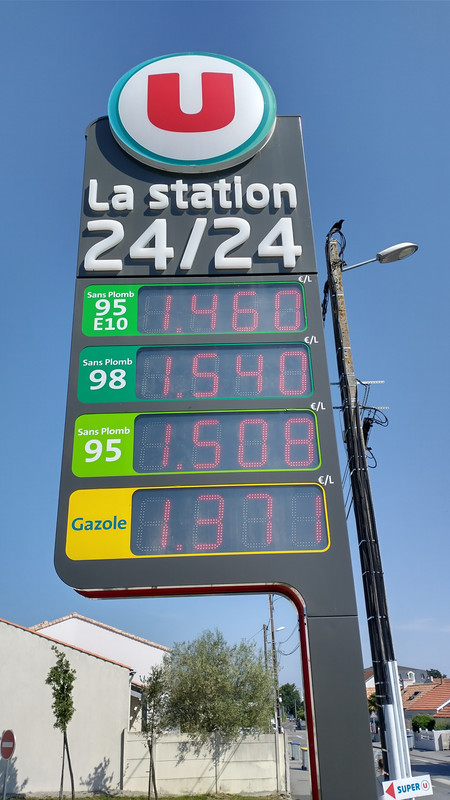 U
La station
24/24
€/L
Sans Plomb
95
E10
1.460
€/L
Sans Plomb
98
1.540
€/L
Sans Plomb
95
1.508
€/L
Gazole
1.371
SUPER U